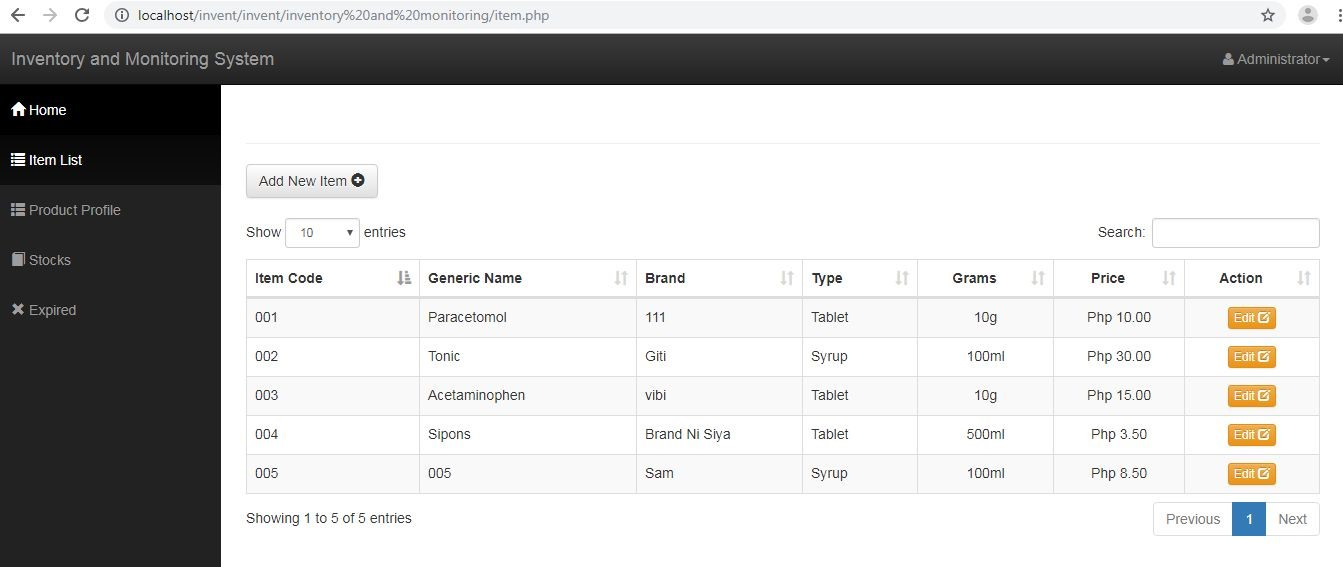 localhost/invent/invent/inventory%20and%20monitoring/item.php
Inventory and Monitoring System Administrator
Home
Item List
Product Profile
Stocks
Expired
Add New Item
Show 10 entries Search:
Item Code Generic Name Brand Type Grams Price Action
001 Paracetomol 111 Tablet 10g Php 10.00 Edit
002 Tonic Giti Syrup 100ml Php 30.00 Edit
003 Acetaminophen vibi Tablet 10g Php 15.00 Edit
004 Sipons Brand Ni Siya Tablet 500ml Php 3.50 Edit
005 005 Sam Syrup 100ml Php 8.50 Edit
Showing 1 to 5 of 5 entries Previous 1 Next